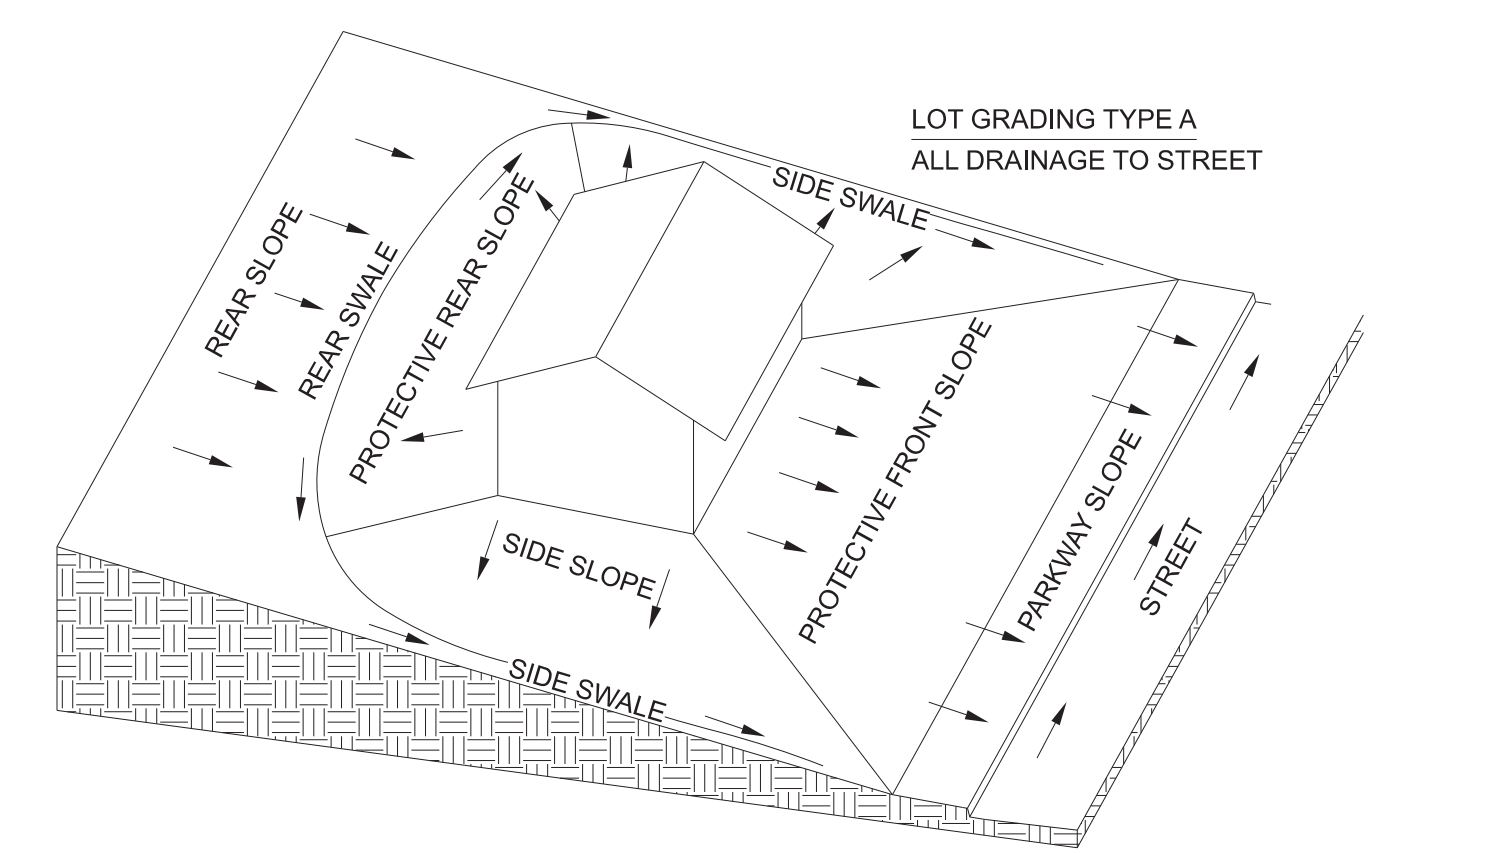 LOT GRADING TYPE A
ALL DRAINAGE TO STREET
SIDE SWALE
REAR SLOPE
REAR SWALE
PROTECTIVE REAR SLOPE
PROTECTIVE FRONT SLOPE
PARKWAY SLOPE
STREET
SIDE SLOPE
SIDE SWALE